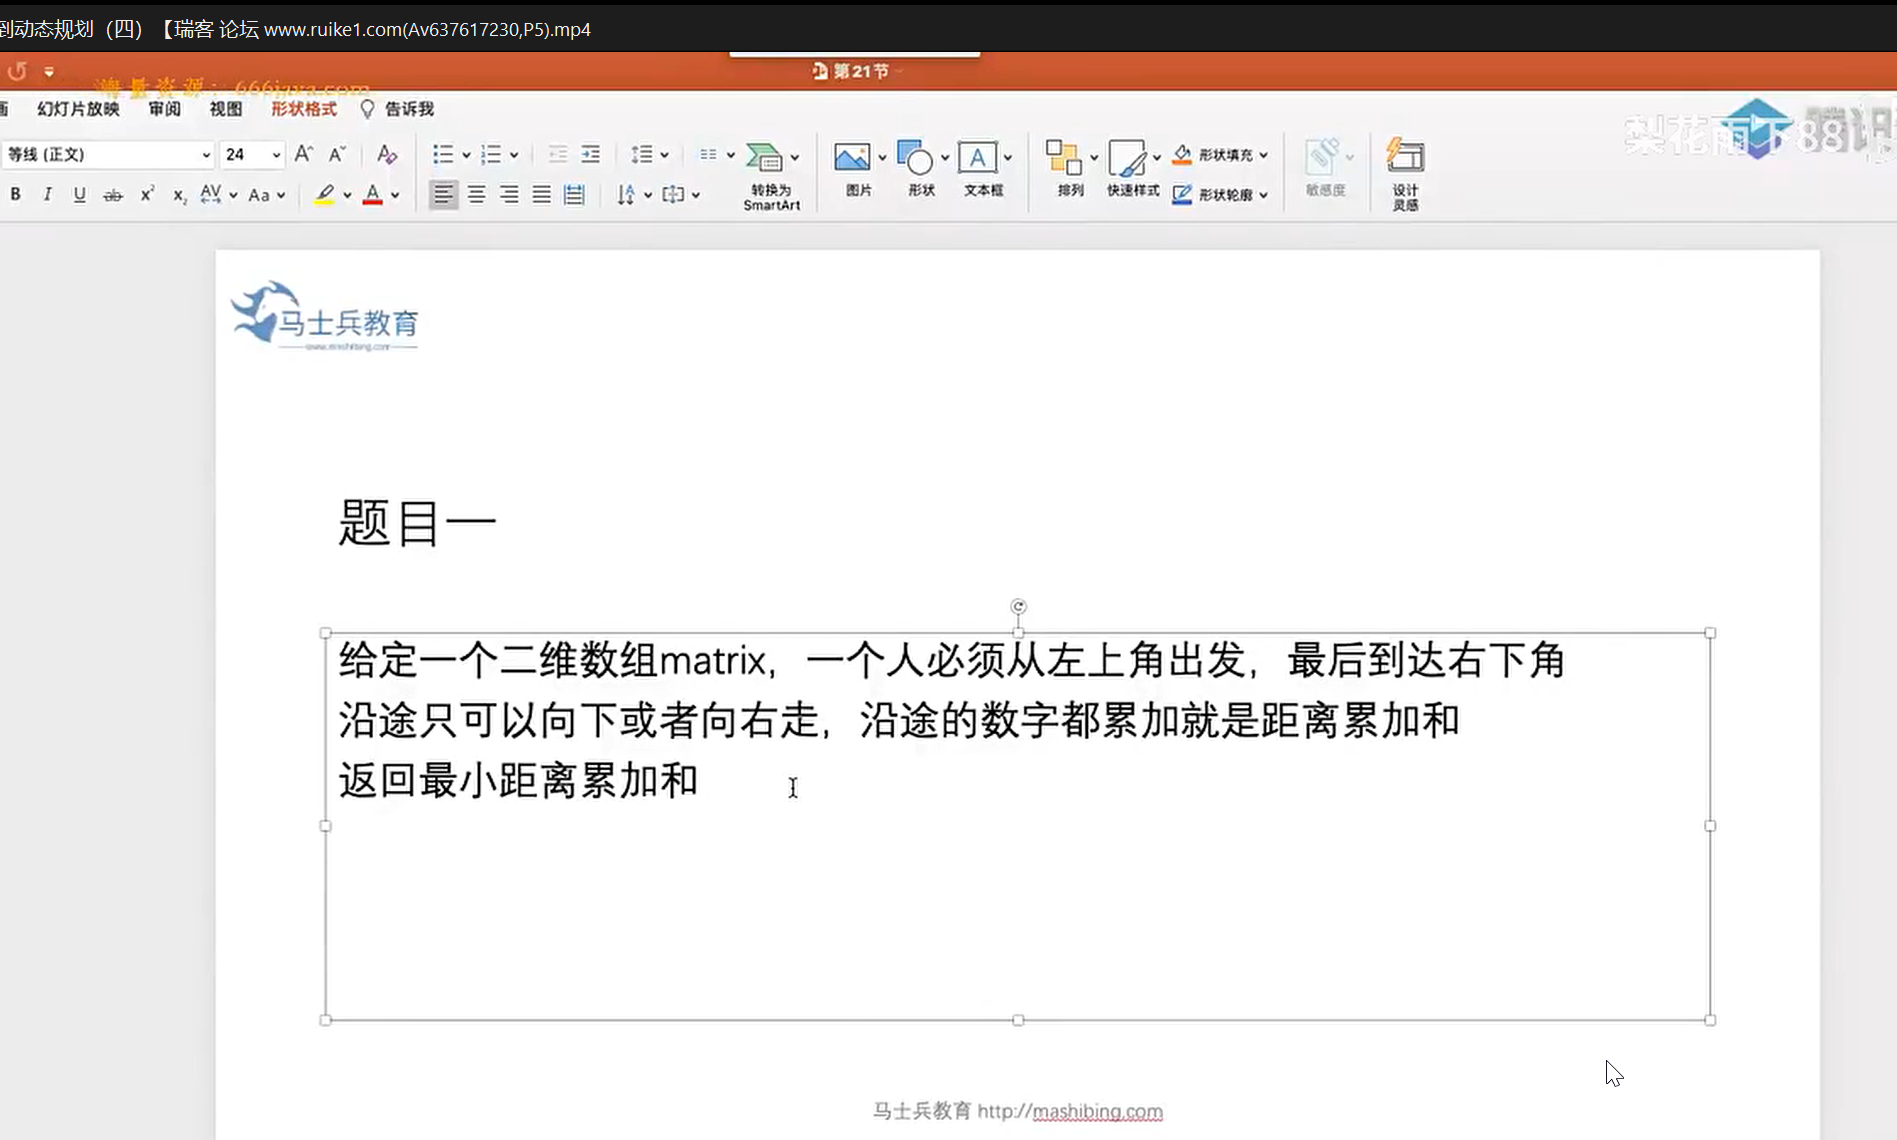 到动态规划（四）【瑞客 论坛 www.ruike1.com(Av637617230,P5).mp4
第21节
海量资源：666java.com
幻灯片放映 审阅 视图 形状格式 告诉我
梨花雨下88
等线 (正文) 24
转换为
SmartArt
图片 形状 文本框 排列 快速样式 形状填充
形状轮廓
敏感度 设计
灵感
B I U ab x² x₂ AV Aa A
马士兵教育
www.mashibing.com
题目一
给定一个二维数组matrix，一个人必须从左上角出发，最后到达右下角
沿途只可以向下或者向右走，沿途的数字都累加就是距离累加和
返回最小距离累加和
马士兵教育 http://mashibing.com